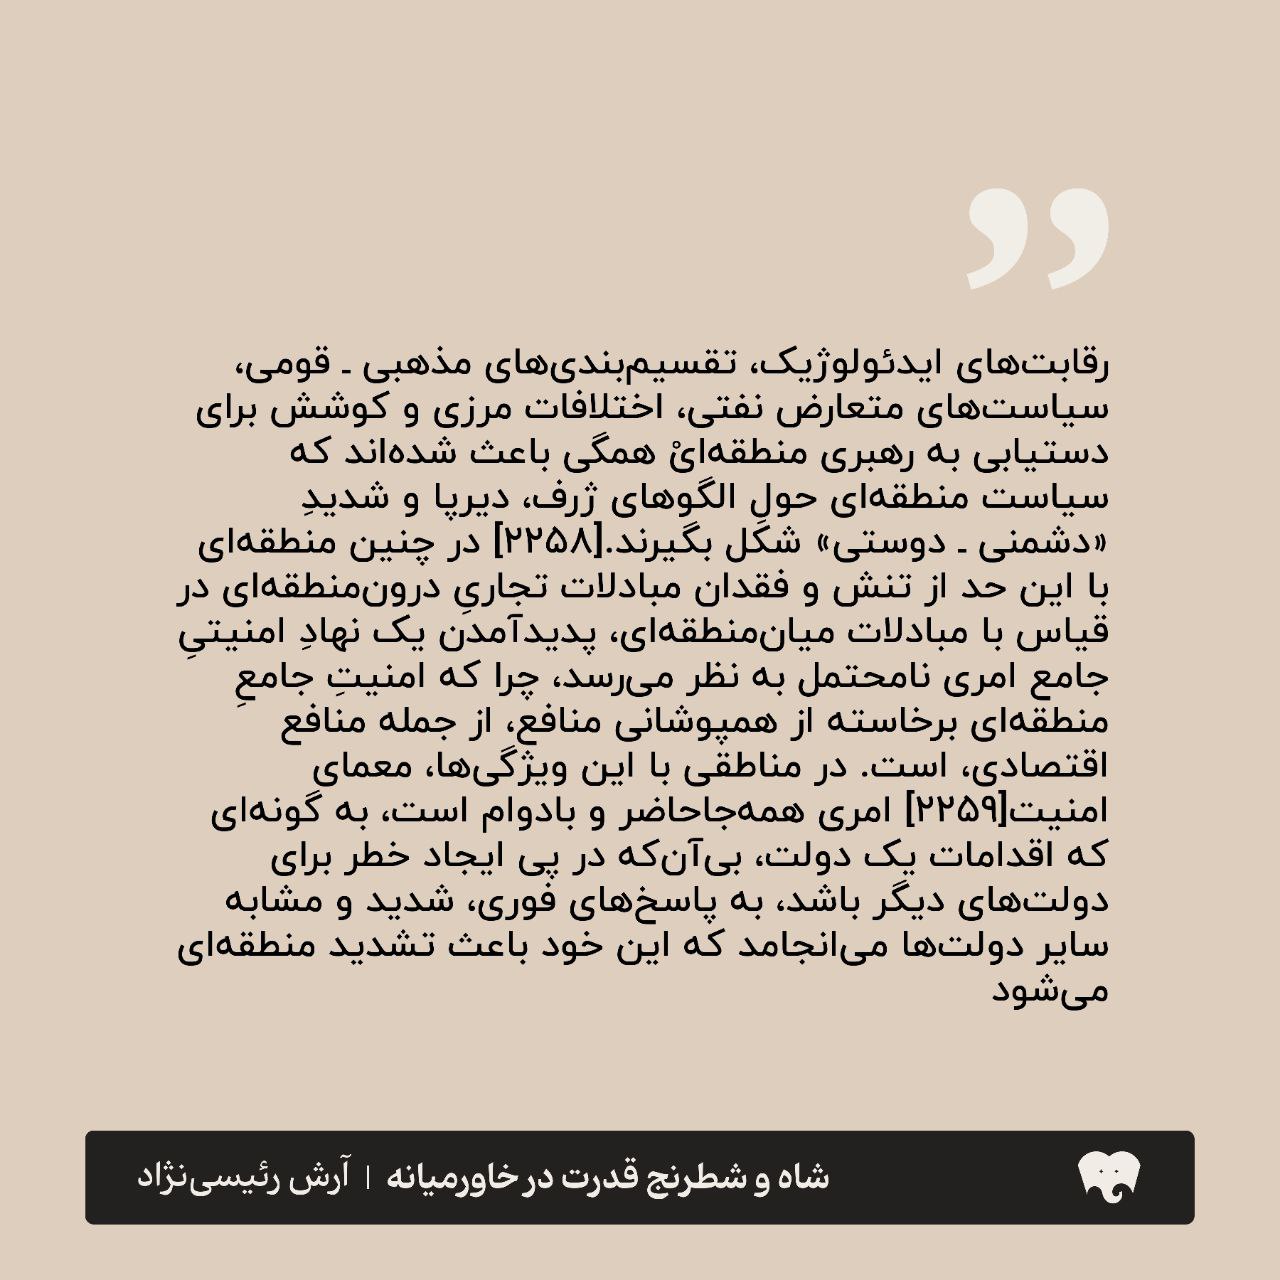 رقابت‌های ایدئولوژیک، تقسیم‌بندی‌های مذهبی ـ قومی،
سیاست‌های متعارض نفتی، اختلافات مرزی و کوشش برای
دستیابی به رهبری منطقه‌ایْ همگی باعث شده‌اند که
سیاست منطقه‌ای حولِ الگوهای ژرف، دیرپا و شدیدِ
«دشمنی ـ دوستی» شکل بگیرند.[۲۲۵۸] در چنین منطقه‌ای
با این حد از تنش و فقدان مبادلات تجاریِ درون‌منطقه‌ای در
قیاس با مبادلات میان‌منطقه‌ای، پدیدآمدن یک نهادِ امنیتیِ
جامع امری نامحتمل به نظر می‌رسد، چرا که امنیتِ جامعِ
منطقه‌ای برخاسته از همپوشانی منافع، از جمله منافع
اقتصادی، است. در مناطقی با این ویژگی‌ها، معمای
امنیت[۲۲۵۹] امری همه‌جاحاضر و بادوام است، به گونه‌ای
که اقدامات یک دولت، بی‌آن‌که در پی ایجاد خطر برای
دولت‌های دیگر باشد، به پاسخ‌های فوری، شدید و مشابه
سایر دولت‌ها می‌انجامد که این خود باعث تشدید منطقه‌ای
می‌شود
شاه و شطرنج قدرت در خاورمیانه | آرش رئیسی‌نژاد